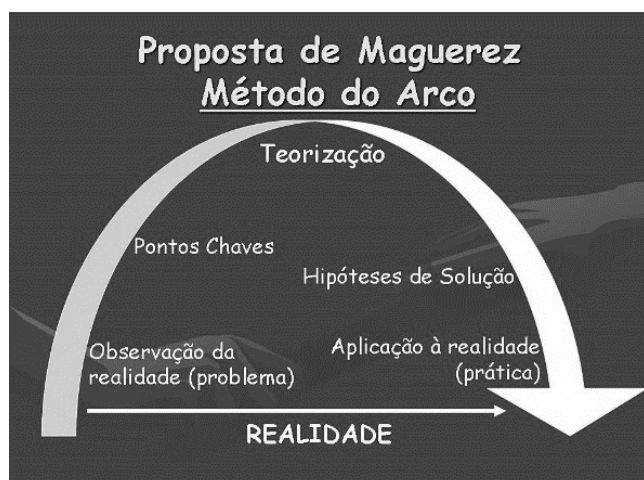 Proposta de Maguerez
Método do Arco
Teorização
Pontos Chaves
Hipóteses de Solução
Observação da
realidade (problema)
Aplicação à realidade
(prática)
REALIDADE